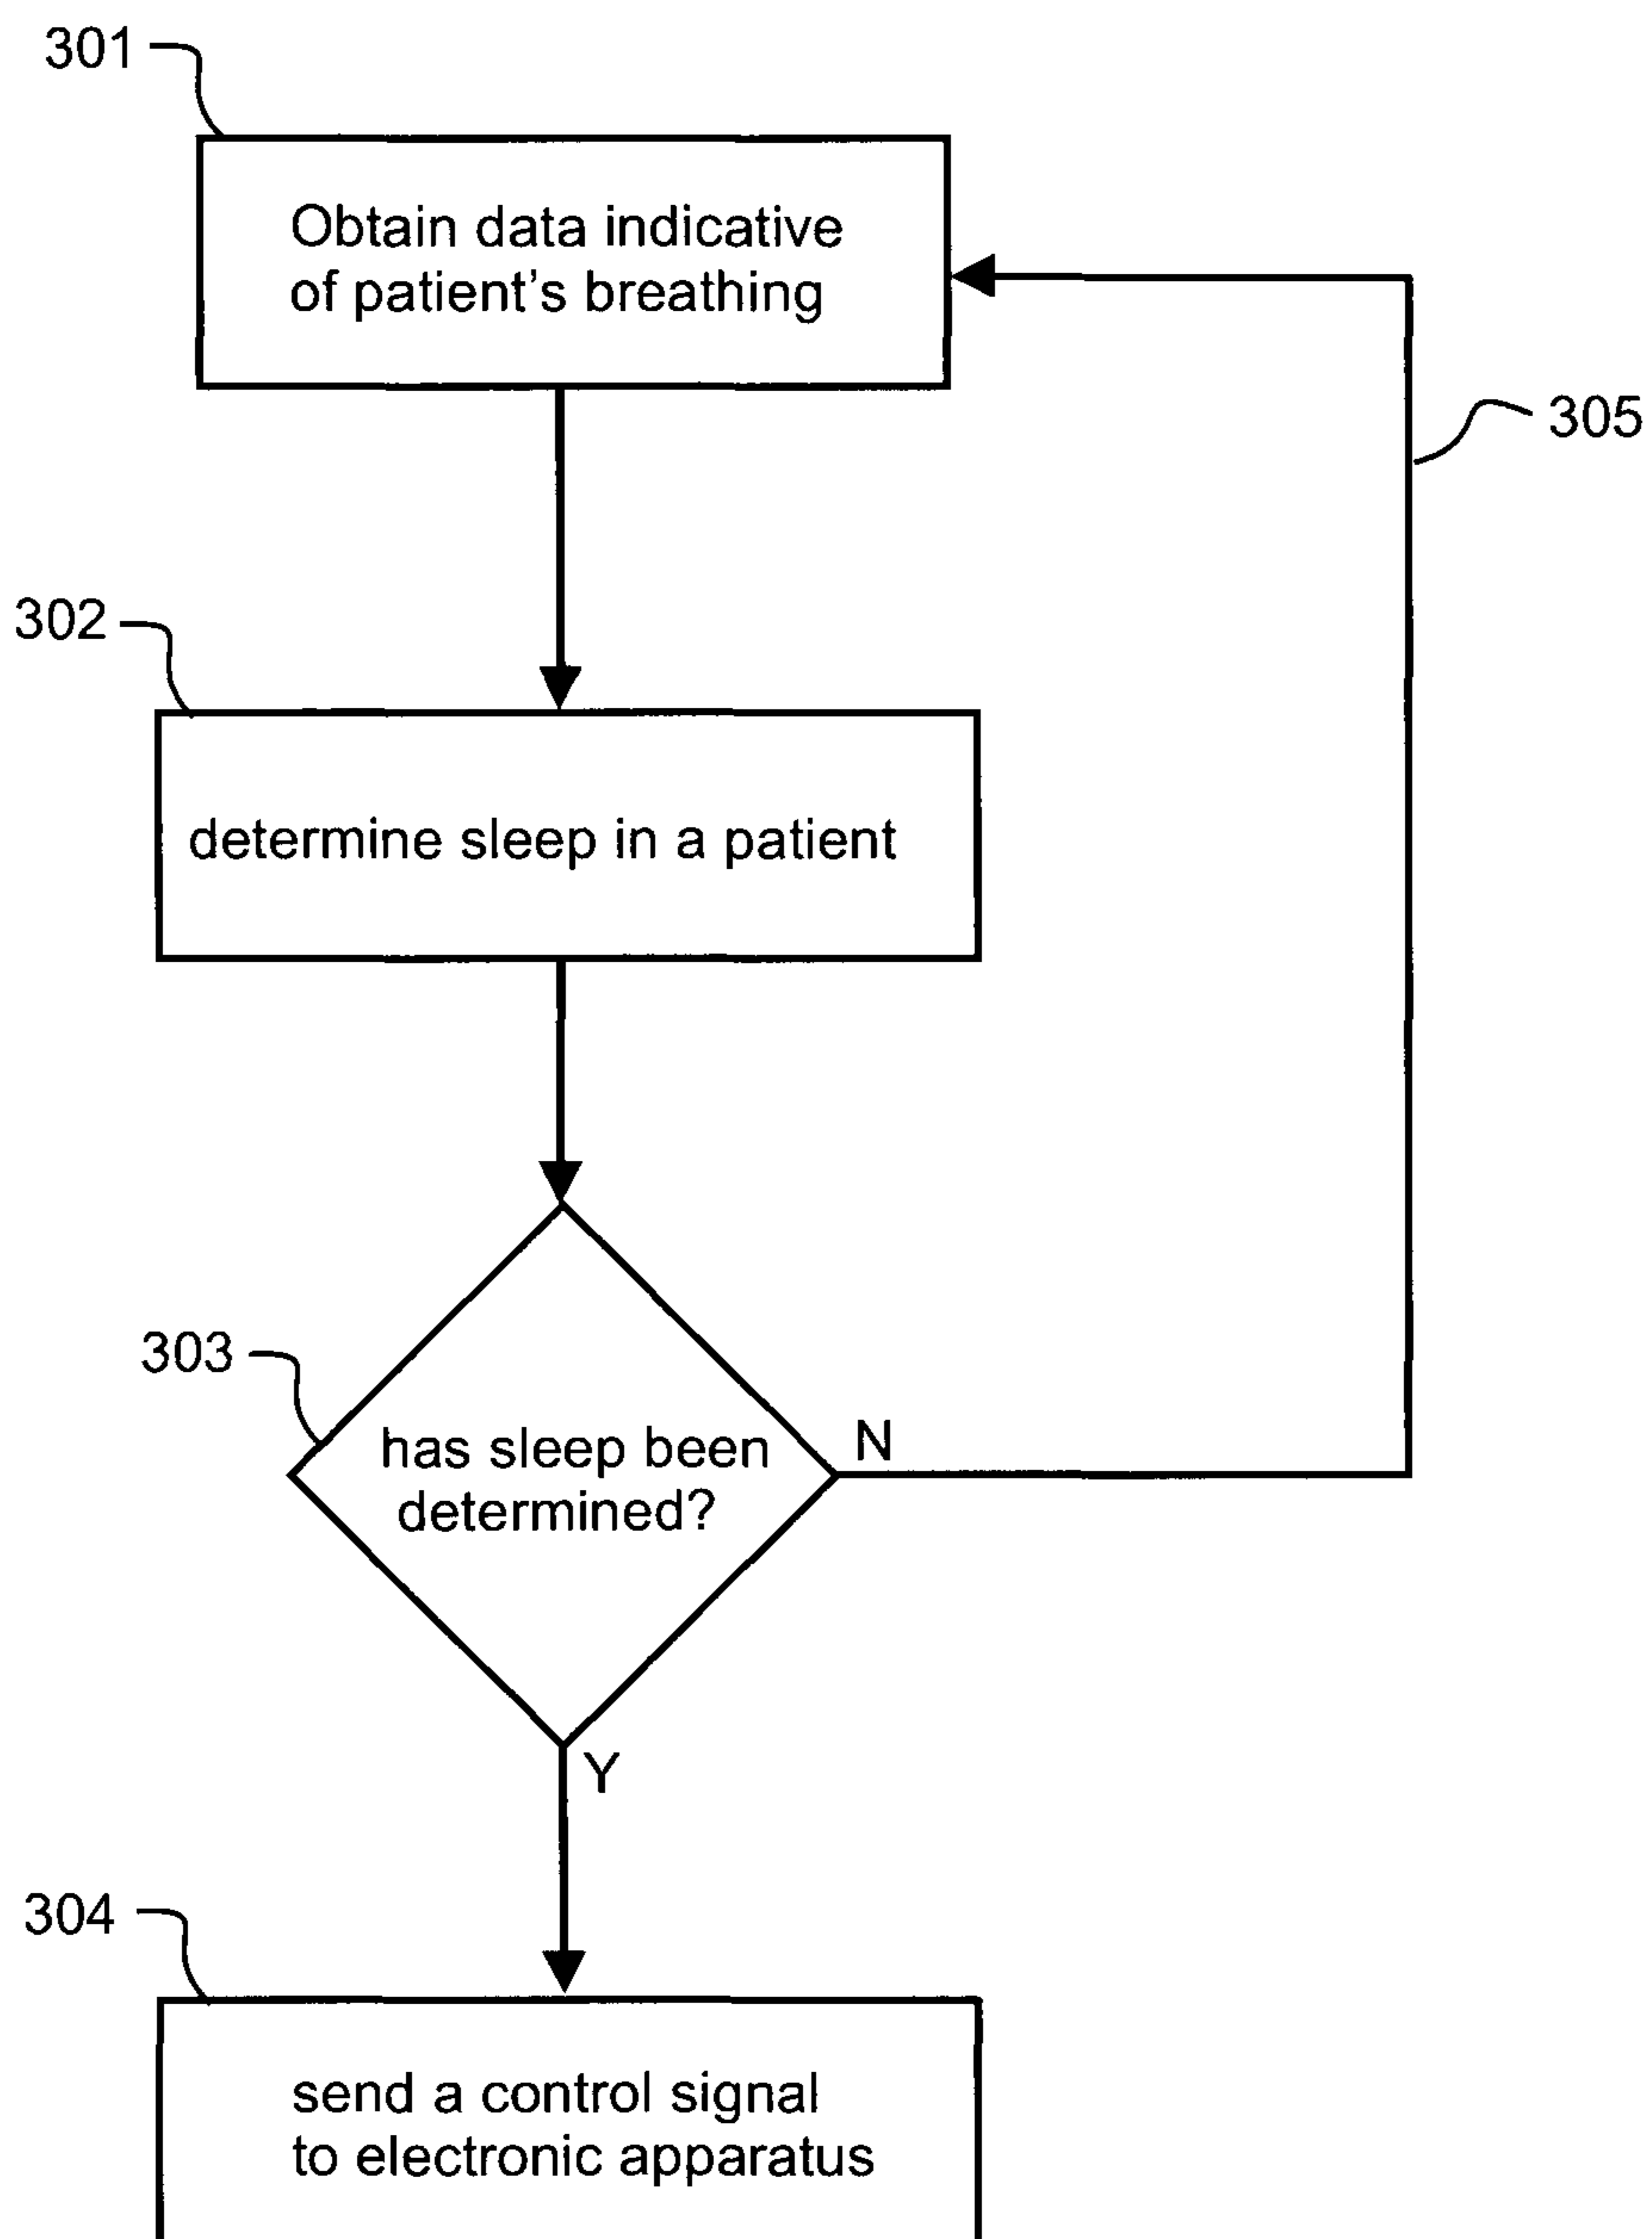 301
Obtain data indicative
of patient's breathing
305
302
determine sleep in a patient
303
has sleep been
determined?
N
Y
304
send a control signal
to electronic apparatus